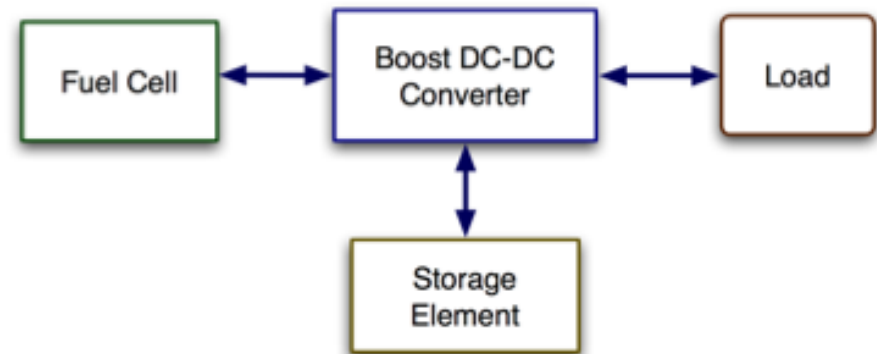 Fuel Cell
Boost DC-DC
Converter
Load
Storage
Element